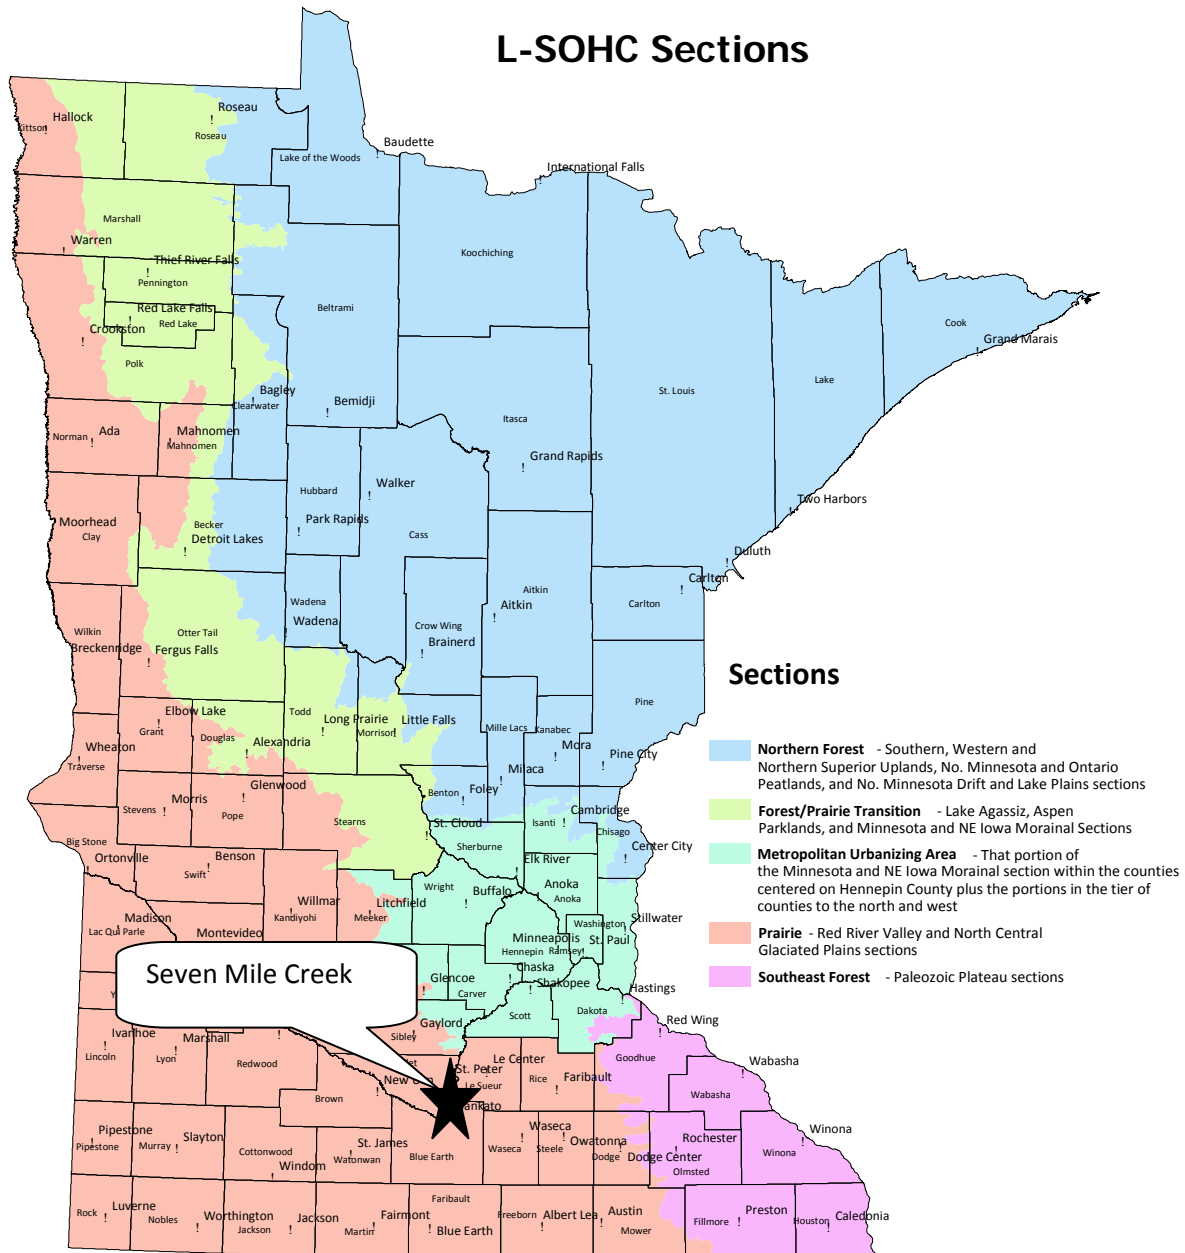 L-SOHC Sections
Roseau
Hallock
Kittson
Roseau
Baudette
Lake of the Woods
International Falls
Marshall
Warren
Koochiching
Thief River Falls
Pennington
Beltrami
Red Lake Falls
Red Lake
Crookston
Cook
Grand Marais
Polk
Lake
St. Louis
Bagley
Clearwater
Bemidji
Itasca
Ada
Norman
Mahnomen
Mahnomen
Grand Rapids
Walker
Hubbard
Two Harbors
Moorhead
Park Rapids
Becker
Clay
Detroit Lakes
Cass
Duluth
Carlton
Aitkin
Aitkin
Carlton
Wadena
Wadena
Crow Wing
Brainerd
Wilkin
Otter Tail
Breckenridge
Fergus Falls
Sections
Pine
Elbow Lake
Todd
Long Prairie
Little Falls
Grant
Douglas
Morrison
Mille Lacs
Kanabec
Alexandria
Mora
Wheaton
Traverse
Pine City
Milaca
Northern Forest - Southern, Western and
Northern Superior Uplands, No. Minnesota and Ontario
Peatlands, and No. Minnesota Drift and Lake Plains sections
Glenwood
Foley
Benton
Morris
Stevens
Pope
Cambridge
Stearns
St. Cloud
Isanti
Chisago
Forest/Prairie Transition - Lake Agassiz, Aspen
Parklands, and Minnesota and NE Iowa Morainal Sections
Big Stone
Sherburne
Center City
Ortonville
Benson
Elk River
Swift
Metropolitan Urbanizing Area - That portion of
the Minnesota and NE Iowa Morainal section within the counties
centered on Hennepin County plus the portions in the tier of
counties to the north and west
Wright
Buffalo
Anoka
Anoka
Willmar
Litchfield
Kandiyohi
Meeker
Madison
Lac Qui Parle
Montevideo
Stillwater
Washington
Minneapolis
St. Paul
Hennepin
Ramsey
Prairie - Red River Valley and North Central
Glaciated Plains sections
Seven Mile Creek
Chaska
Glencoe
Carver
Shakopee
Hastings
Southeast Forest - Paleozoic Plateau sections
Scott
Dakota
Gaylord
Sibley
Red Wing
Ivanhoe
Marshall
Lincoln
Lyon
Redwood
Le Center
St. Peter
Goodhue
Wabasha
Le Sueur
Rice
Faribault
Brown
Wabasha
Pipestone
Slayton
Pipestone
Murray
St. James
Waseca
Owatonna
Rochester
Winona
Cottonwood
Watonwan
Blue Earth
Waseca
Steele
Dodge
Dodge Center
Winona
Windom
Olmsted
Luverne
Rock
Nobles
Worthington
Jackson
Jackson
Fairmont
Martin
Faribault
Blue Earth
Freeborn
Albert Lea
Austin
Mower
Preston
Fillmore
Houston
Caledonia